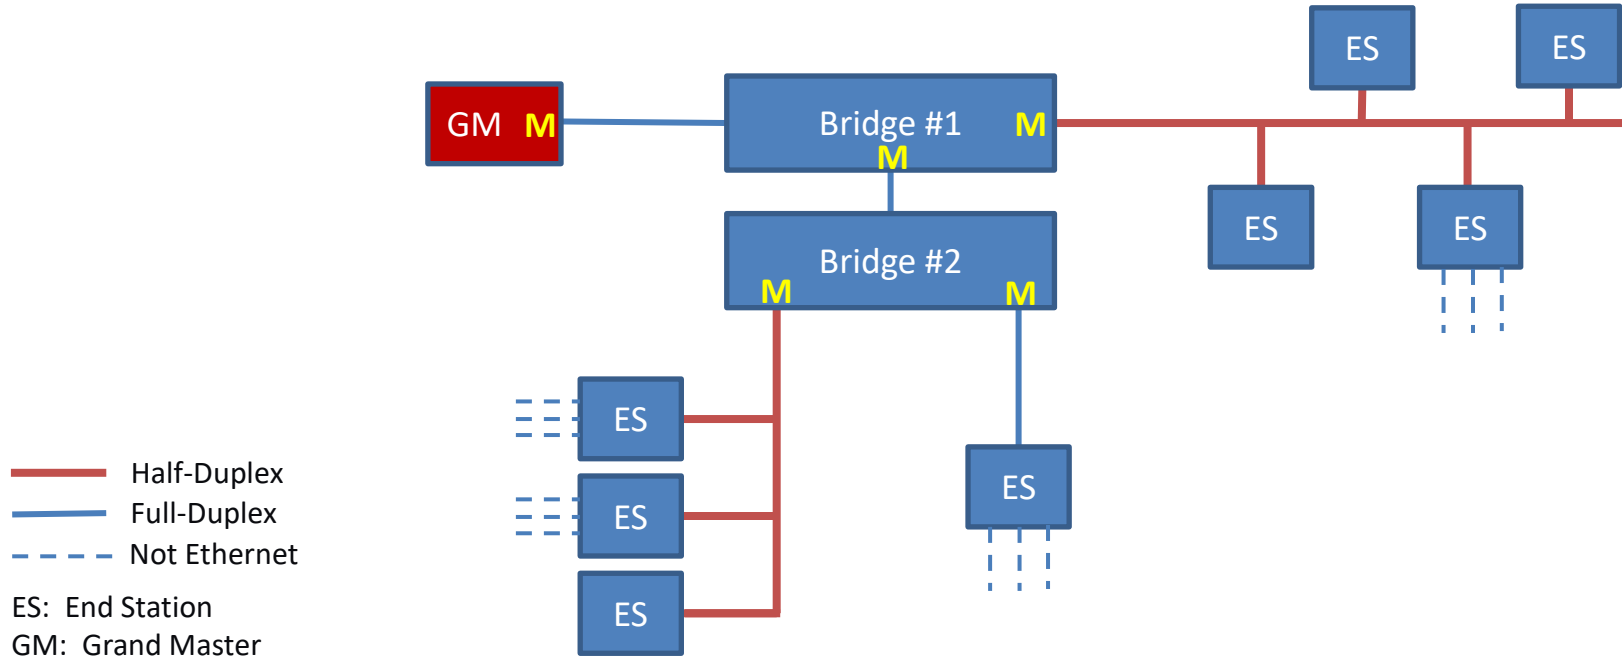 ES
ES
GM M
Bridge #1 M
M
ES
ES
Bridge #2
M
M
ES
ES
ES
ES
Half-Duplex
Full-Duplex
Not Ethernet
ES: End Station
GM: Grand Master